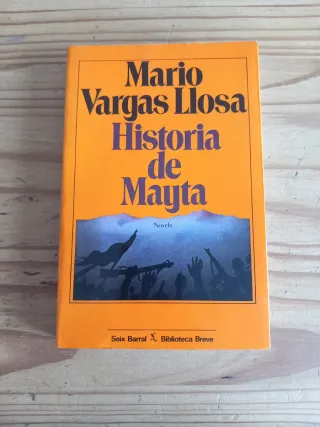 Mario
Vargas Llosa
Historia
de
Mayta
Novela
Seix Barral Biblioteca Breve